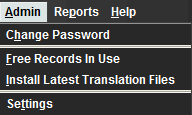 Admin Reports Help
Change Password
Free Records In Use
Install Latest Translation Files
Settings